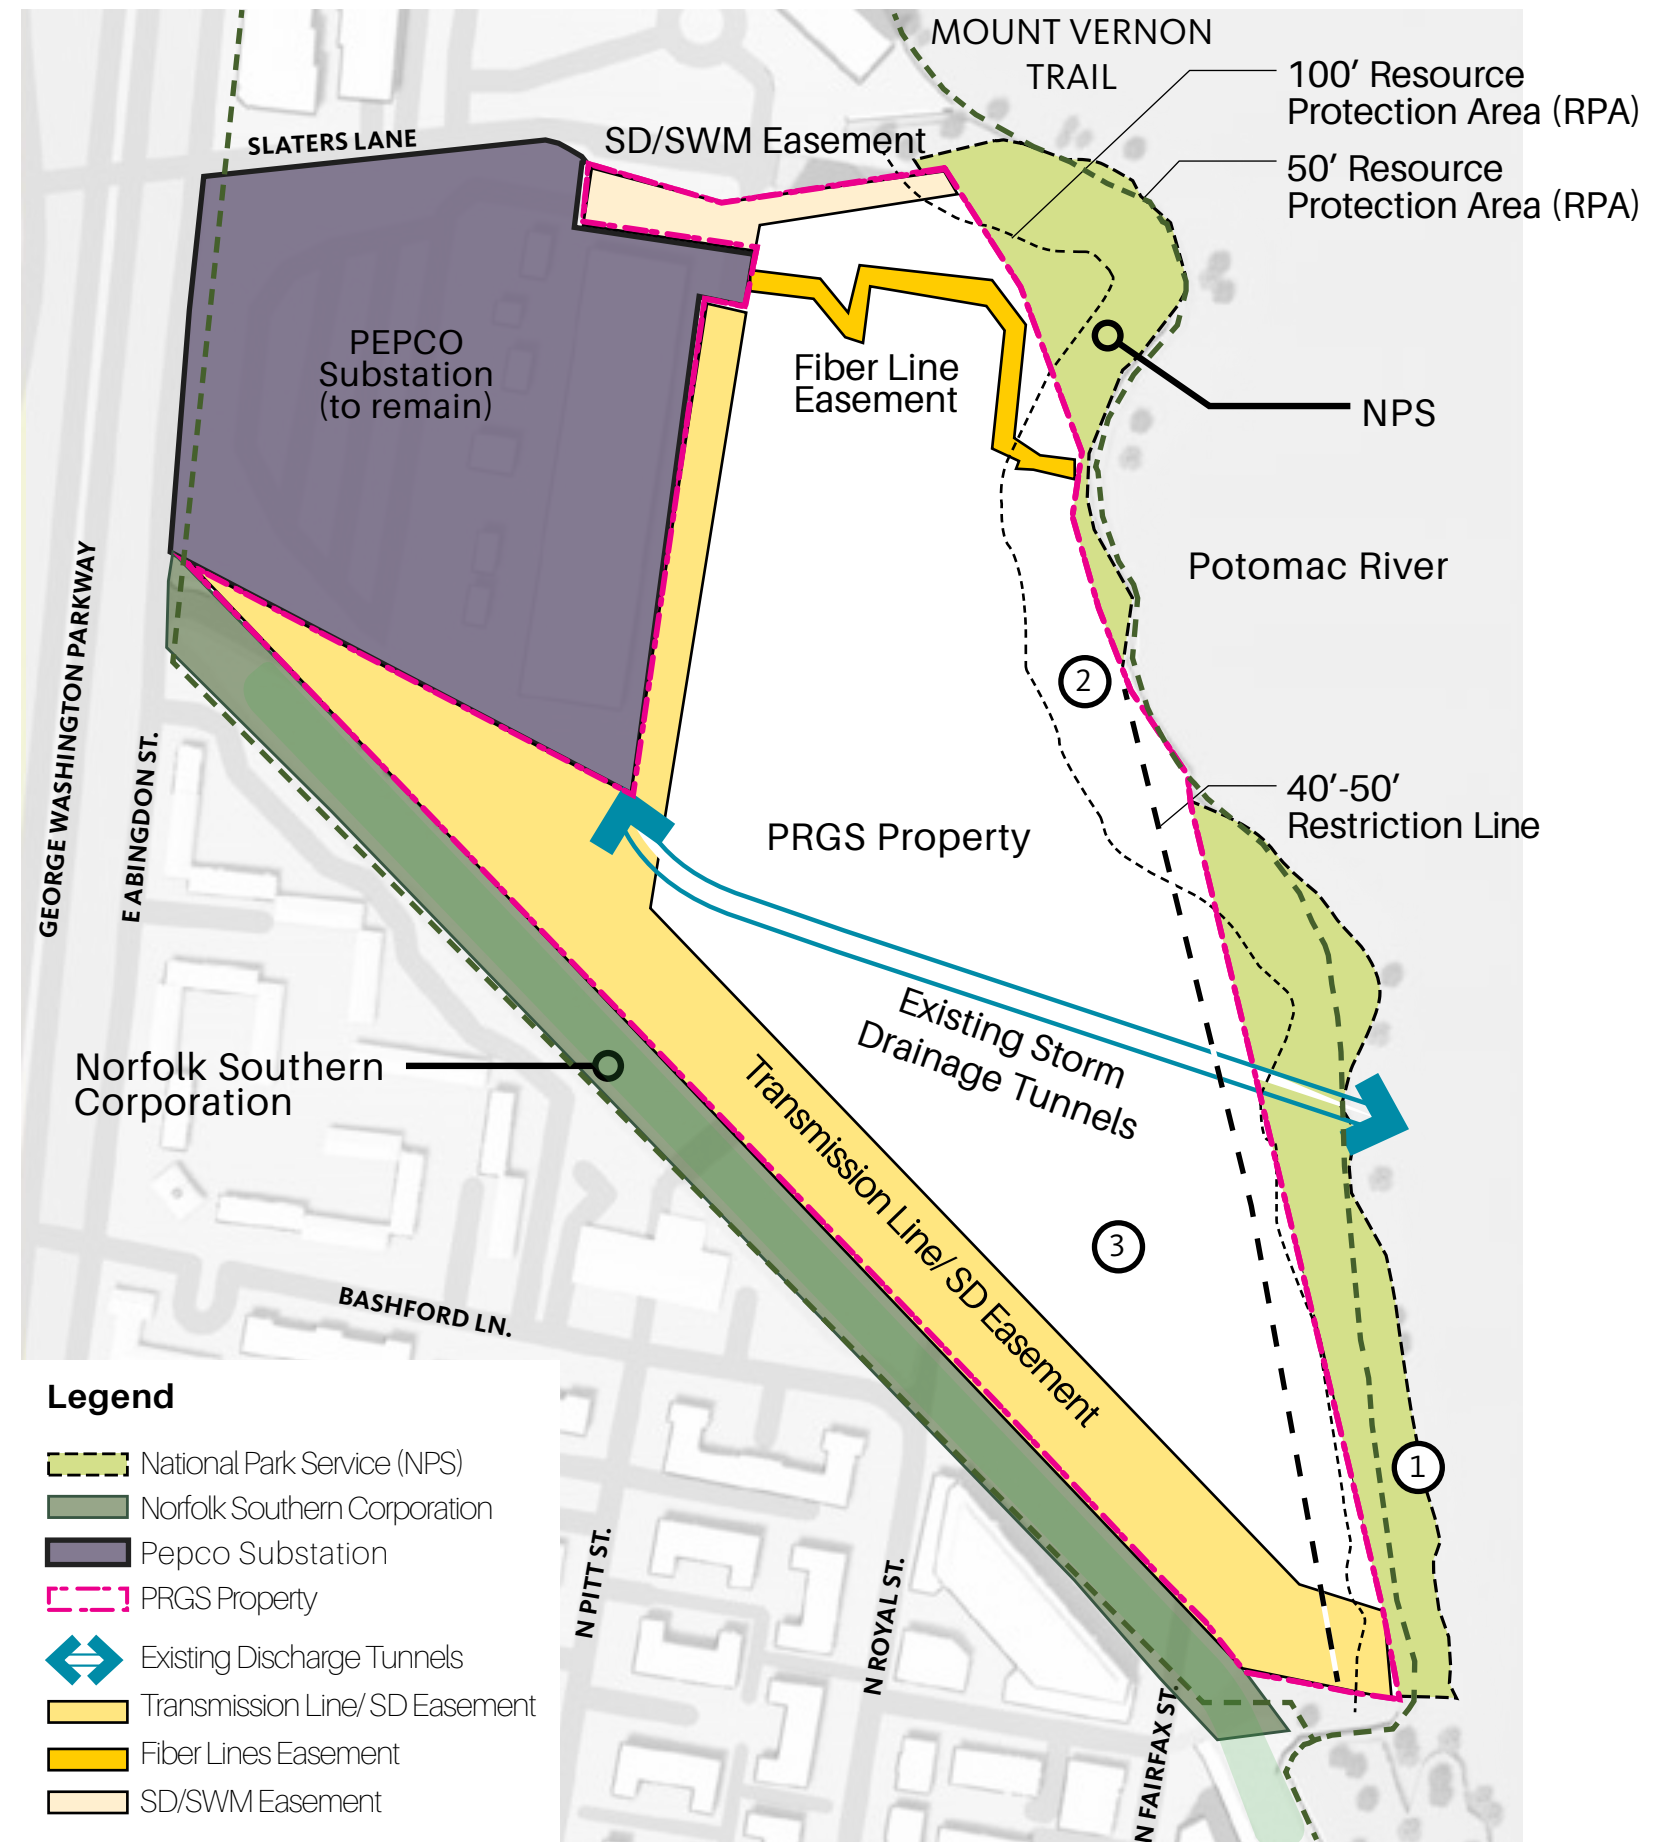 MOUNT VERNON
TRAIL
100′ Resource
Protection Area (RPA)
SLATERS LANE
SD/SWM Easement
50′ Resource
Protection Area (RPA)
PEPCO
Substation
(to remain)
Fiber Line
Easement
NPS
Potomac River
GEORGE WASHINGTON PARKWAY
E ABINGDON ST.
2
40′-50′
Restriction Line
PRGS Property
Existing Storm
Drainage Tunnels
Norfolk Southern
Corporation
Transmission Line/ SD Easement
3
BASHFORD LN.
1
N PITT ST.
N ROYAL ST.
N FAIRFAX ST.
Legend
National Park Service (NPS)
Norfolk Southern Corporation
Pepco Substation
PRGS Property
Existing Discharge Tunnels
Transmission Line/ SD Easement
Fiber Lines Easement
SD/SWM Easement